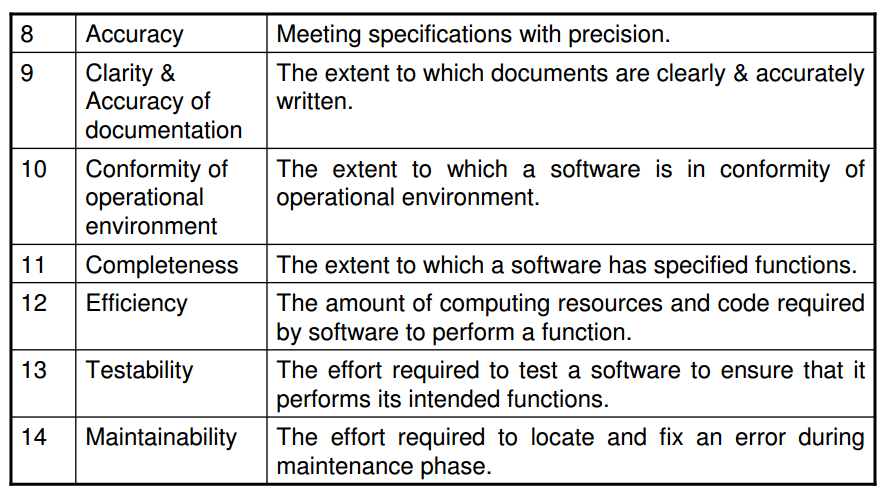 8 Accuracy Meeting specifications with precision.
9 Clarity & The extent to which documents are clearly & accurately
Accuracy of written.
documentation
10 Conformity of The extent to which a software is in conformity of
operational operational environment.
environment
11 Completeness The extent to which a software has specified functions.
12 Efficiency The amount of computing resources and code required
by software to perform a function.
13 Testability The effort required to test a software to ensure that it
performs its intended functions.
14 Maintainability The effort required to locate and fix an error during
maintenance phase.